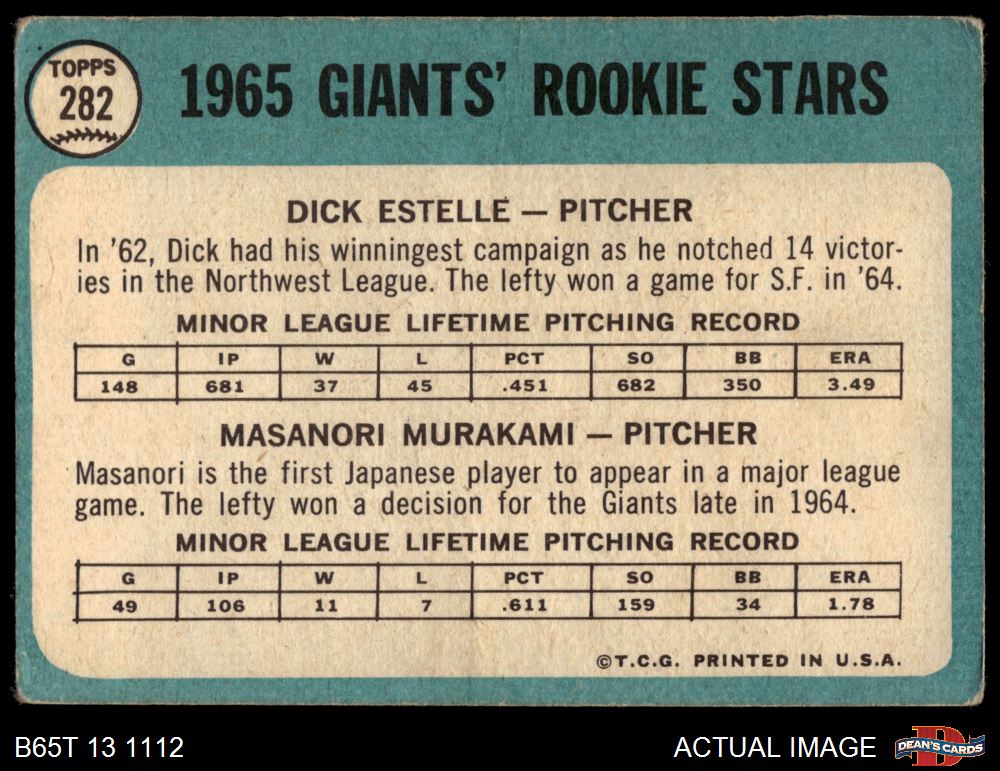 TOPPS
282
1965 GIANTS' ROOKIE STARS
DICK ESTELLE — PITCHER
In '62, Dick had his winningest campaign as he notched 14 victor-
ies in the Northwest League. The lefty won a game for S.F. in '64.
MINOR LEAGUE LIFETIME PITCHING RECORD
G IP W L PCT SO BB ERA
148 681 37 45 .451 682 350 3.49
MASANORI MURAKAMI — PITCHER
Masanori is the first Japanese player to appear in a major league
game. The lefty won a decision for the Giants late in 1964.
MINOR LEAGUE LIFETIME PITCHING RECORD
G IP W L PCT SO BB ERA
49 106 11 7 .611 159 34 1.78
©T.C.G. PRINTED IN U.S.A.
B65T 13 1112 ACTUAL IMAGE D DEAN'S CARDS